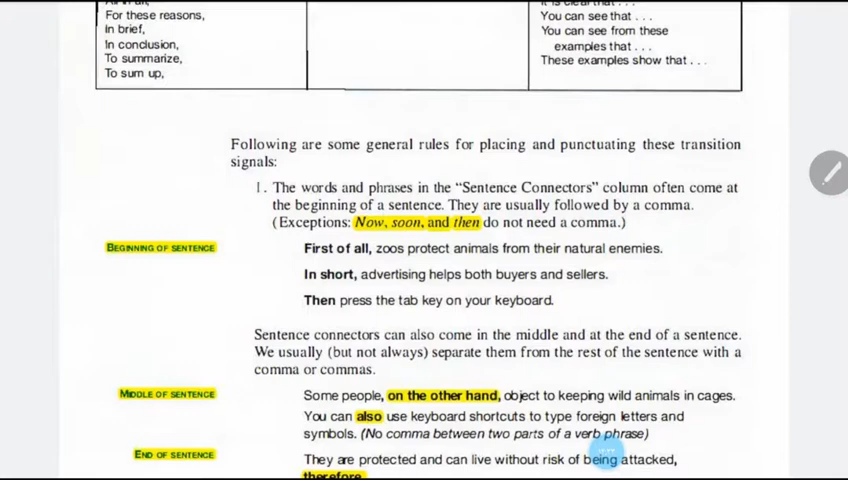 For these reasons,
In brief,
In conclusion,
To summarize,
To sum up,
It is clear that . . .
You can see that . . .
You can see from these
examples that . . .
These examples show that . . .
Following are some general rules for placing and punctuating these transition
signals:
1. The words and phrases in the “Sentence Connectors” column often come at
the beginning of a sentence. They are usually followed by a comma.
(Exceptions: Now, soon, and then do not need a comma.)
BEGINNING OF SENTENCE
First of all, zoos protect animals from their natural enemies.
In short, advertising helps both buyers and sellers.
Then press the tab key on your keyboard.
Sentence connectors can also come in the middle and at the end of a sentence.
We usually (but not always) separate them from the rest of the sentence with a
comma or commas.
MIDDLE OF SENTENCE
Some people, on the other hand, object to keeping wild animals in cages.
You can also use keyboard shortcuts to type foreign letters and
symbols. (No comma between two parts of a verb phrase)
END OF SENTENCE
They are protected and can live without risk of being attacked,
therefore